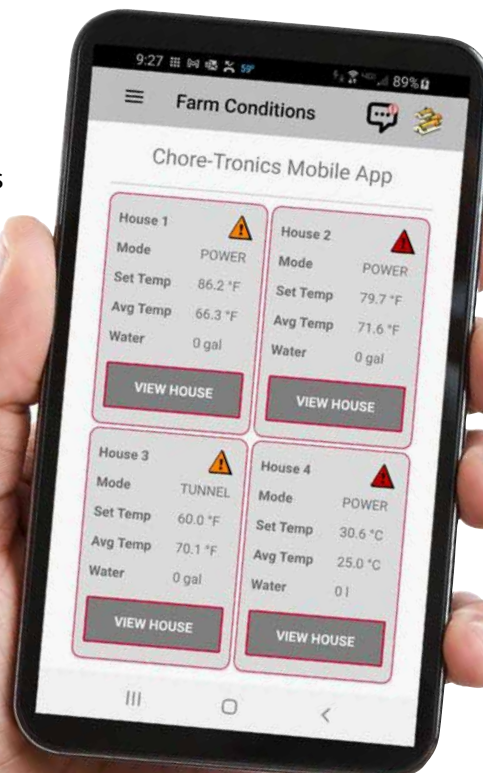 s
9:27 59° 89%
Farm Conditions
Chore-Tronics Mobile App
House 1
Mode POWER
Set Temp 86.2 °F
Avg Temp 66.3 °F
Water 0 gal
VIEW HOUSE
House 2
Mode POWER
Set Temp 79.7 °F
Avg Temp 71.6 °F
Water 0 gal
VIEW HOUSE
House 3
Mode TUNNEL
Set Temp 60.0 °F
Avg Temp 70.1 °F
Water 0 gal
VIEW HOUSE
House 4
Mode POWER
Set Temp 30.6 °C
Avg Temp 25.0 °C
Water 0 l
VIEW HOUSE